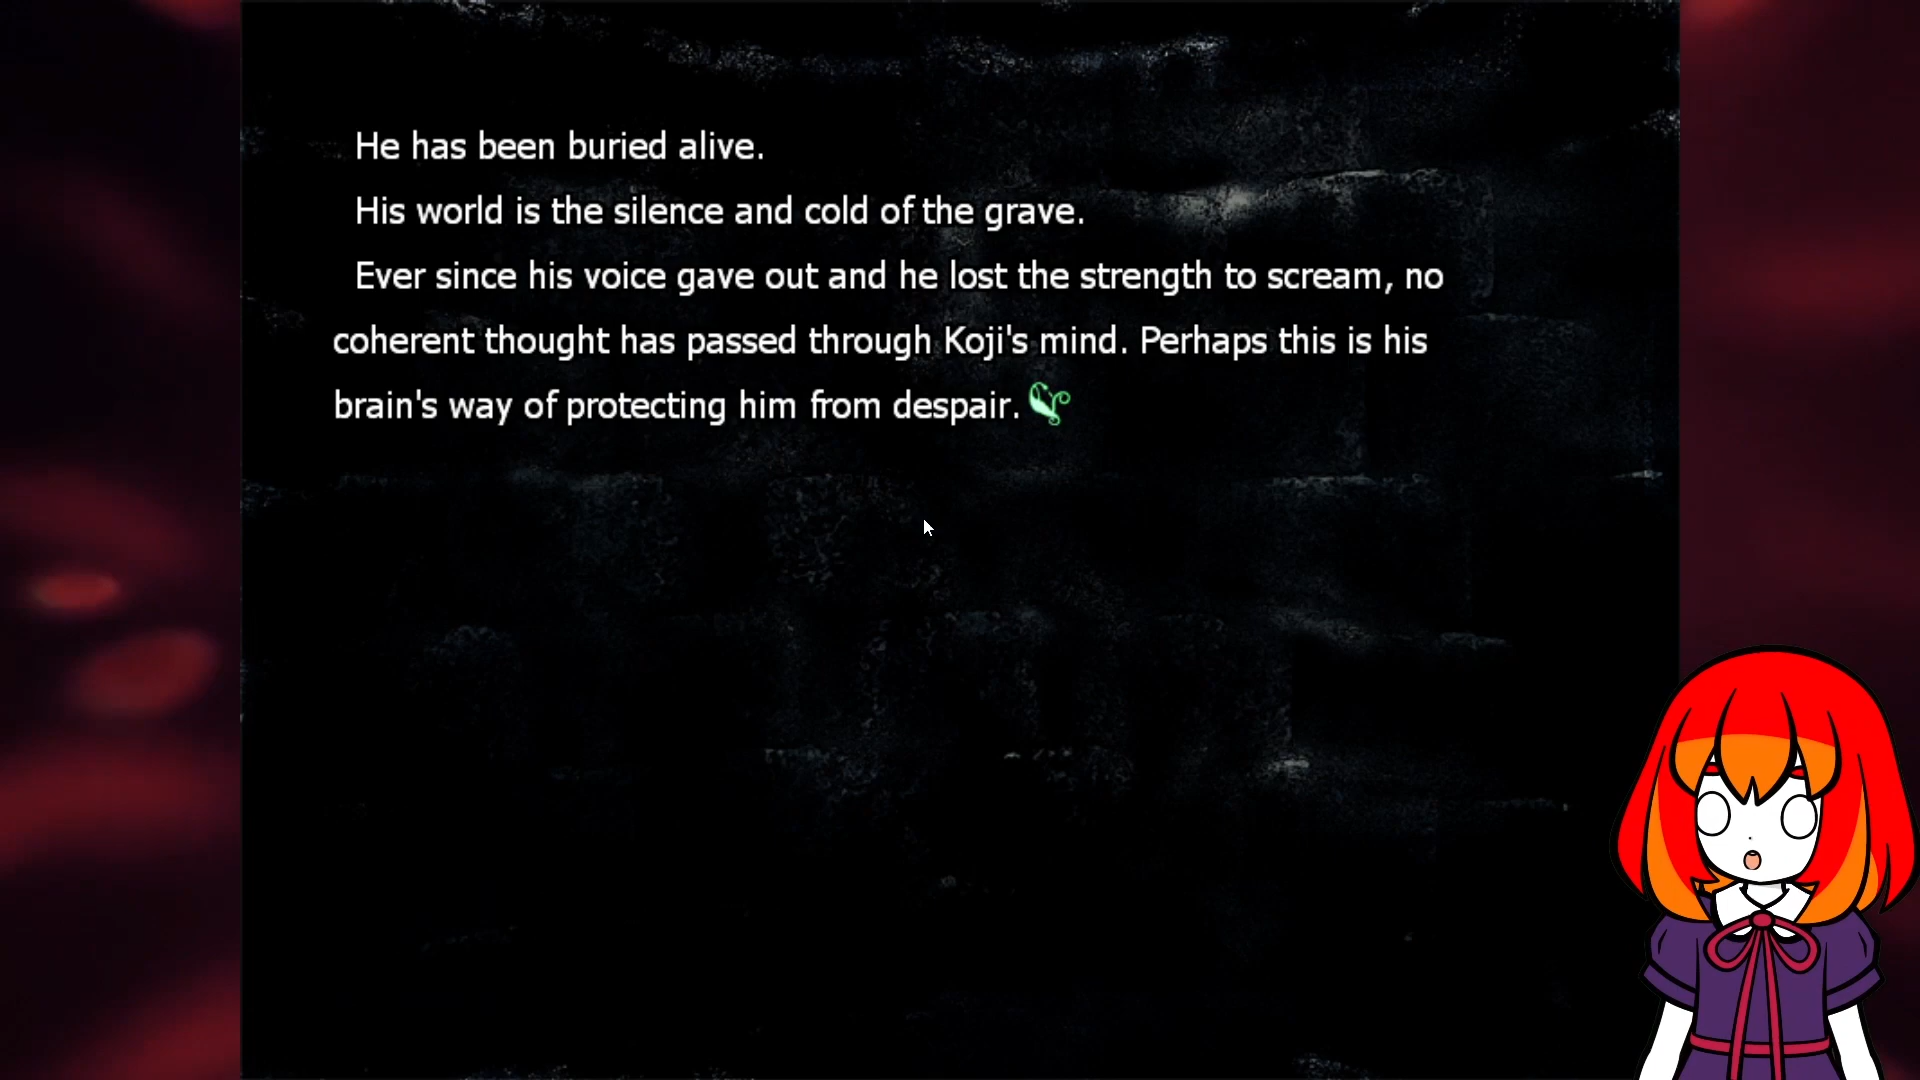 He has been buried alive.
His world is the silence and cold of the grave.
Ever since his voice gave out and he lost the strength to scream, no
coherent thought has passed through Koji's mind. Perhaps this is his
brain's way of protecting him from despair.